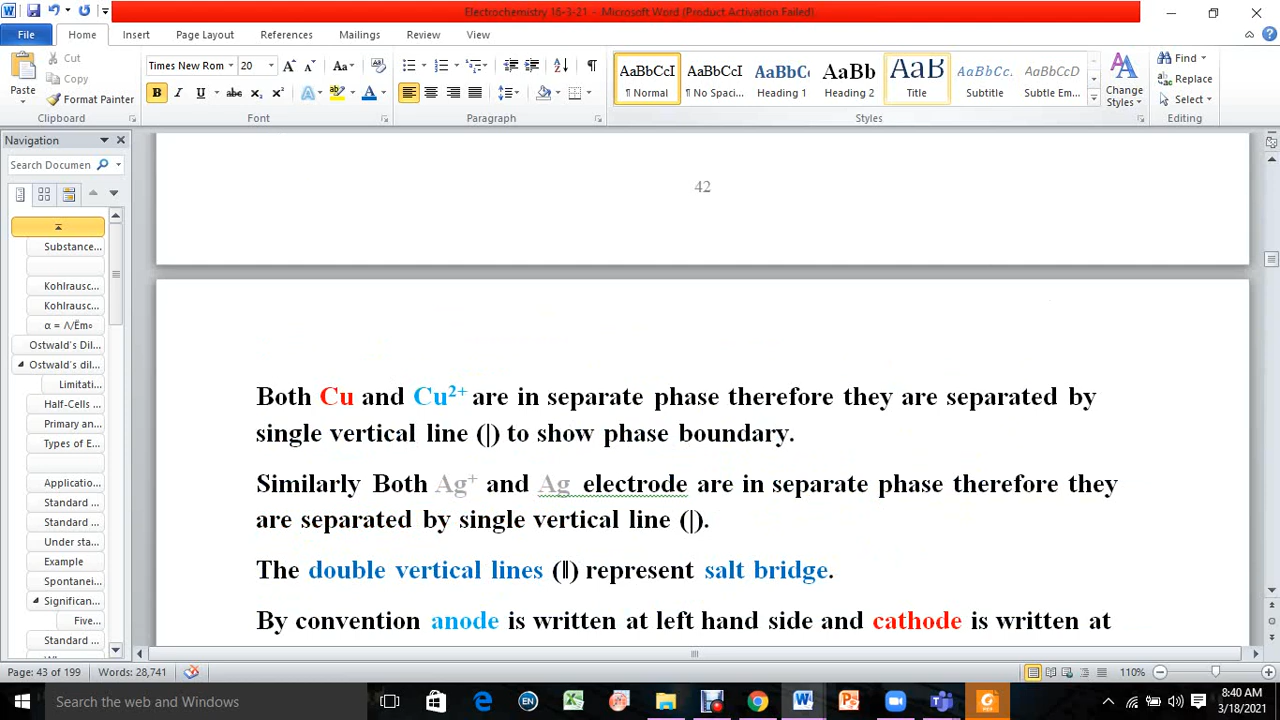 Electrochemistry 16-3-21 - Microsoft Word (Product Activation Failed)
File Home Insert Page Layout References Mailings Review View
Paste
Cut
Copy
Format Painter
Clipboard
Times New Rom 20
Font
Paragraph
AaBbCcI AaBbCcI AaBbCc AaBbC AaB AaBbCc. AaBbCcD
¶ Normal ¶ No Spaci... Heading 1 Heading 2 Title Subtitle Subtle Em...
Styles
Change
Styles
Find
Replace
Select
Editing
Navigation
Search Documen
Substance...
Kohlrausc...
Kohlrausc...
α = Λ/Ëm∘
Ostwald's Dil...
Ostwald's dil...
Limitati...
Half-Cells ...
Primary an...
Types of E...
Applicatio...
Standard ...
Standard ...
Under sta...
Example
Spontanei...
Significan...
Five...
Standard ...
42
Both Cu and Cu2+ are in separate phase therefore they are separated by
single vertical line (|) to show phase boundary.
Similarly Both Ag+ and Ag electrode are in separate phase therefore they
are separated by single vertical line (|).
The double vertical lines (ǁ) represent salt bridge.
By convention anode is written at left hand side and cathode is written at
Page: 43 of 199 Words: 28,741 110%
Search the web and Windows
8:40 AM
3/18/2021